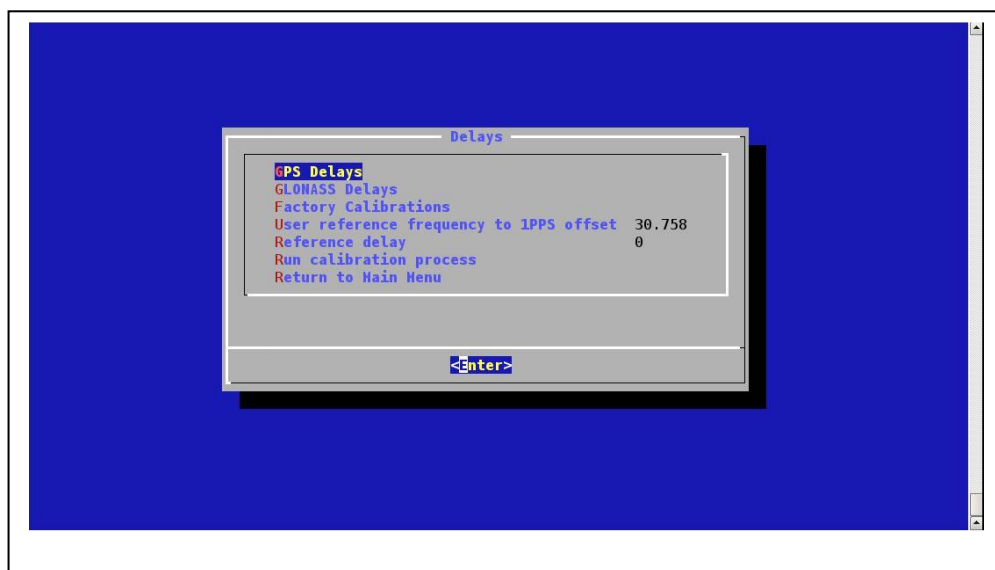 Delays
GPS Delays
GLONASS Delays
Factory Calibrations
User reference frequency to 1PPS offset 30.758
Reference delay 0
Run calibration process
Return to Main Menu
<Enter>